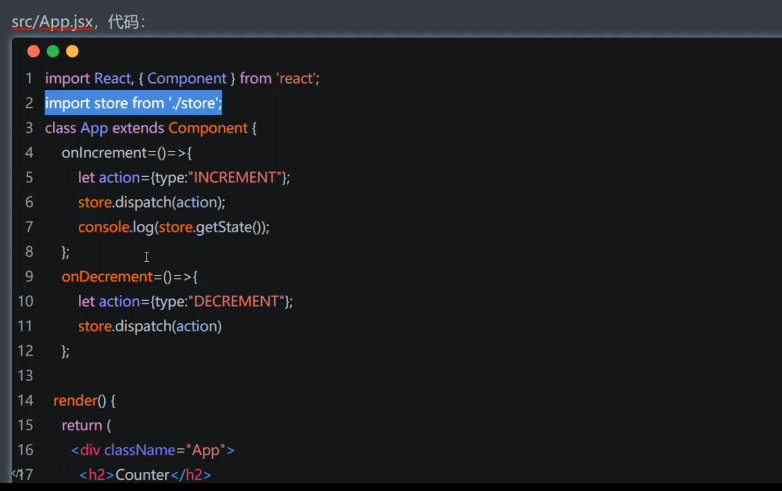 src/App.jsx，代码：
1 import React, { Component } from 'react';
2 import store from './store';
3 class App extends Component {
4 onIncrement=()=>{
5 let action={type:"INCREMENT"};
6 store.dispatch(action);
7 console.log(store.getState());
8 };
9 onDecrement=()=>{
10 let action={type:"DECREMENT"};
11 store.dispatch(action)
12 };
13
14 render() {
15 return (
16 <div className="App">
17 <h2>Counter</h2>